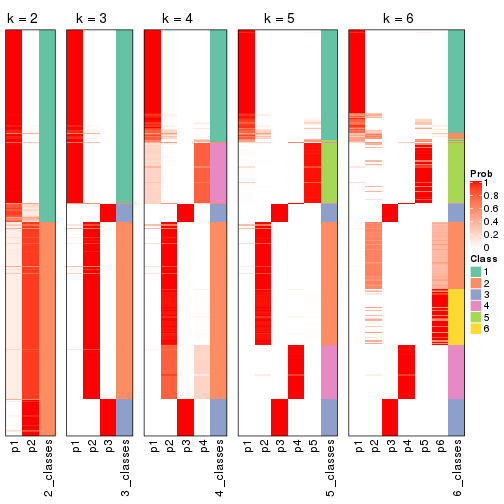 k = 2
k = 3
k = 4
k = 5
k = 6
Prob
1
0.8
0.6
0.4
0.2
0
Class
1
2
3
4
5
6
p1
p2
2_classes
p1
p2
p3
3_classes
p1
p2
p3
p4
4_classes
p1
p2
p3
p4
p5
5_classes
p1
p2
p3
p4
p5
p6
6_classes